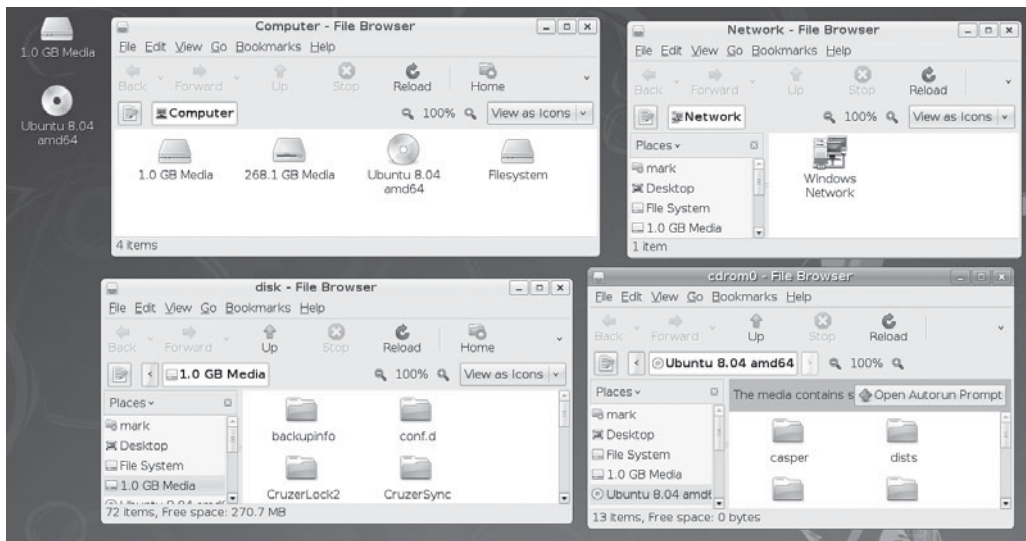 1.0 GB Media
Ubuntu 8.04
amd64
Computer - File Browser
File Edit View Go Bookmarks Help
Back Forward Up Stop Reload Home
Computer 100% View as Icons
1.0 GB Media 268.1 GB Media Ubuntu 8.04 Filesystem
amd64
4 items
Network - File Browser
File Edit View Go Bookmarks Help
Back Forward Up Stop Reload
Network 100% View as Icons
Places
mark
Desktop
File System
1.0 GB Media
Windows
Network
1 item
disk - File Browser
File Edit View Go Bookmarks Help
Back Forward Up Stop Reload Home
1.0 GB Media 100% View as Icons
Places
mark
Desktop
File System
1.0 GB Media
backupinfo conf.d
CruzerLock2 CruzerSync
72 items, Free space: 270.7 MB
cdrom0 - File Browser
File Edit View Go Bookmarks Help
Back Forward Up Stop Reload
Ubuntu 8.04 amd64 100%
Places
The media contains s Open Autorun Prompt
mark
Desktop
File System
1.0 GB Media
Ubuntu 8.04
casper dists
13 items, Free space: 0 bytes